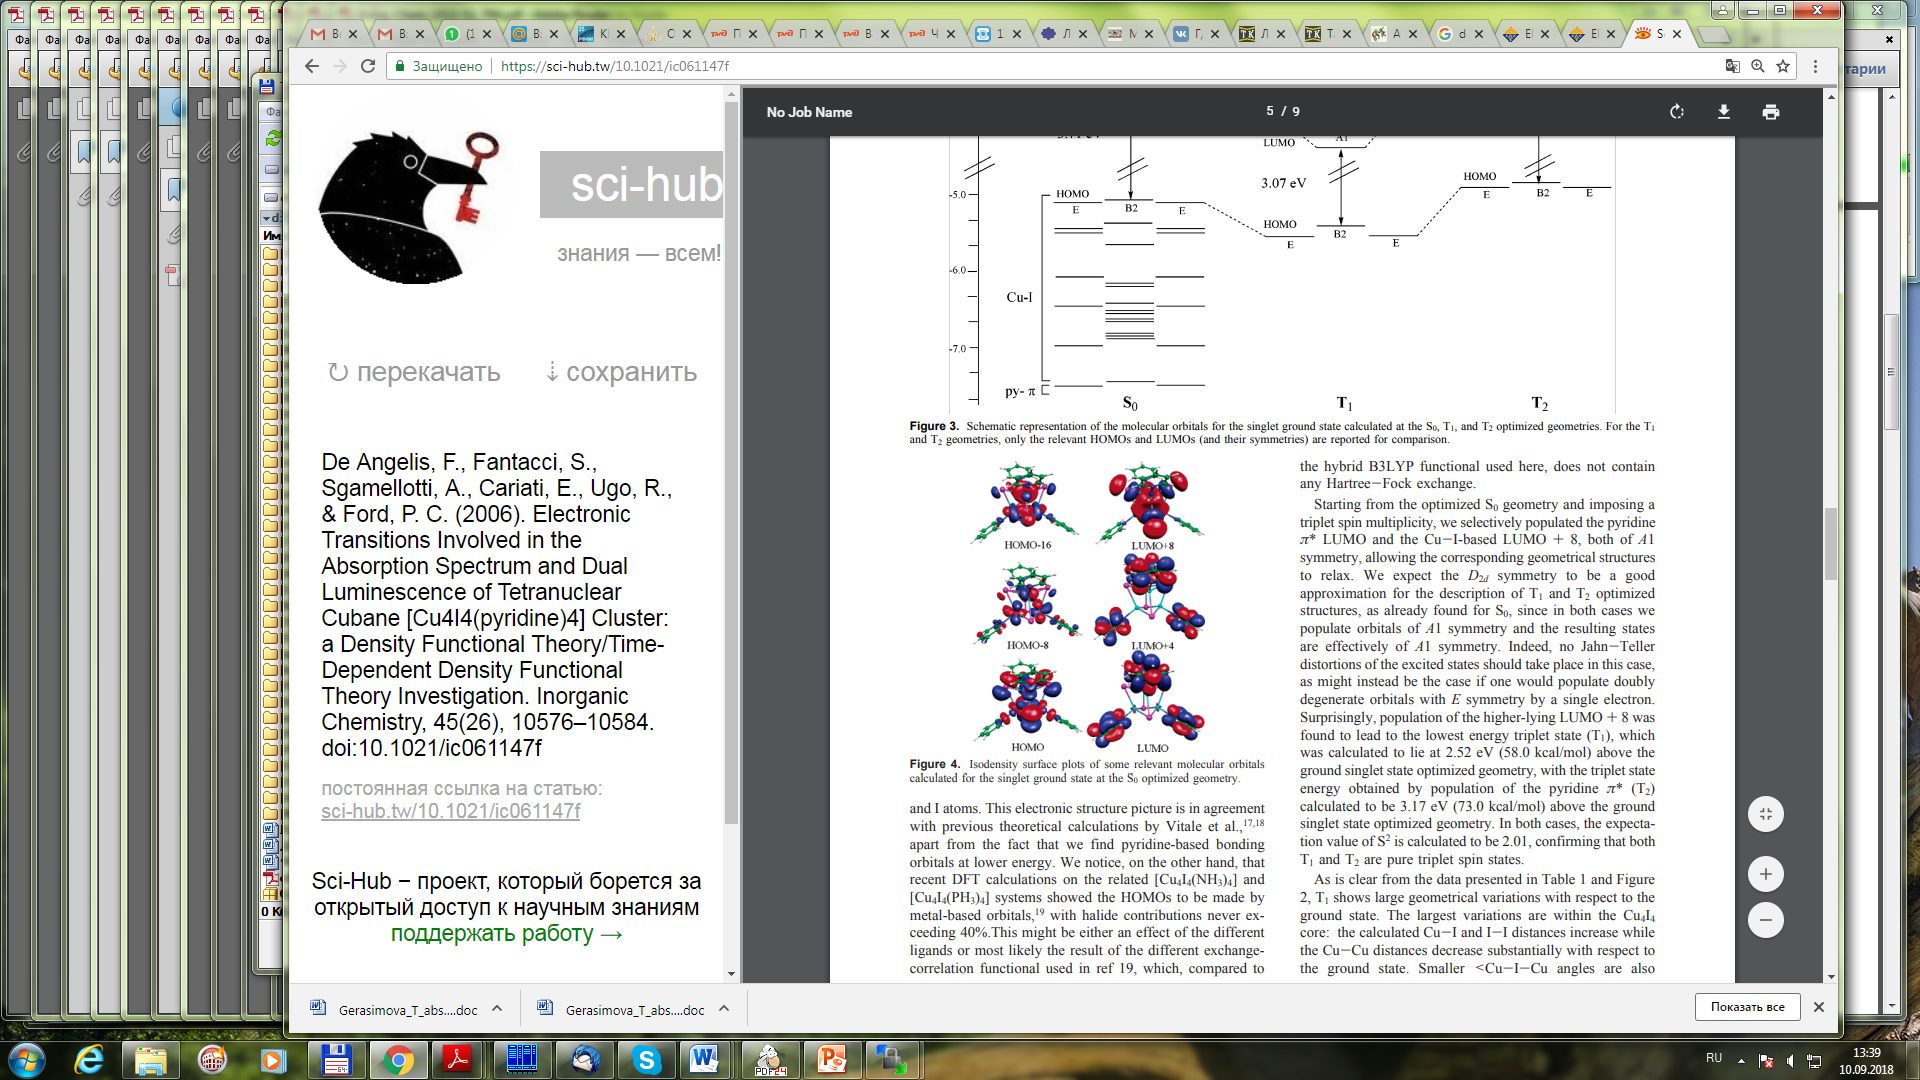 Защищено
https://sci-hub.tw/10.1021/ic061147f
sci-hub
знания — всем!
↻ перекачать
⇣ сохранить
De Angelis, F., Fantacci, S.,
Sgamellotti, A., Cariati, E., Ugo, R.,
& Ford, P. C. (2006). Electronic
Transitions Involved in the
Absorption Spectrum and Dual
Luminescence of Tetranuclear
Cubane [Cu4I4(pyridine)4] Cluster:
a Density Functional Theory/Time-
Dependent Density Functional
Theory Investigation. Inorganic
Chemistry, 45(26), 10576–10584.
doi:10.1021/ic061147f
постоянная ссылка на статью:
sci-hub.tw/10.1021/ic061147f
Sci-Hub − проект, который борется за
открытый доступ к научным знаниям
поддержать работу →
No Job Name
5 / 9
LUMO
A1
3.07 eV
HOMO
E
B2
E
HOMO
E
B2
E
HOMO
E
B2
E
-5.0
-6.0
-7.0
Cu-I
py- π
S0
T1
T2
Figure 3. Schematic representation of the molecular orbitals for the singlet ground state calculated at the S0, T1, and T2 optimized geometries. For the T1
and T2 geometries, only the relevant HOMOs and LUMOs (and their symmetries) are reported for comparison.
HOMO-16
LUMO+8
HOMO-8
LUMO+4
HOMO
LUMO
Figure 4. Isodensity surface plots of some relevant molecular orbitals
calculated for the singlet ground state at the S0 optimized geometry.
and I atoms. This electronic structure picture is in agreement
with previous theoretical calculations by Vitale et al.,17,18
apart from the fact that we find pyridine-based bonding
orbitals at lower energy. We notice, on the other hand, that
recent DFT calculations on the related [Cu4I4(NH3)4] and
[Cu4I4(PH3)4] systems showed the HOMOs to be made by
metal-based orbitals,19 with halide contributions never ex-
ceeding 40%.This might be either an effect of the different
ligands or most likely the result of the different exchange-
correlation functional used in ref 19, which, compared to
the hybrid B3LYP functional used here, does not contain
any Hartree−Fock exchange.
Starting from the optimized S0 geometry and imposing a
triplet spin multiplicity, we selectively populated the pyridine
π* LUMO and the Cu−I-based LUMO + 8, both of A1
symmetry, allowing the corresponding geometrical structures
to relax. We expect the D2d symmetry to be a good
approximation for the description of T1 and T2 optimized
structures, as already found for S0, since in both cases we
populate orbitals of A1 symmetry and the resulting states
are effectively of A1 symmetry. Indeed, no Jahn−Teller
distortions of the excited states should take place in this case,
as might instead be the case if one would populate doubly
degenerate orbitals with E symmetry by a single electron.
Surprisingly, population of the higher-lying LUMO + 8 was
found to lead to the lowest energy triplet state (T1), which
was calculated to lie at 2.52 eV (58.0 kcal/mol) above the
ground singlet state optimized geometry, with the triplet state
energy obtained by population of the pyridine π* (T2)
calculated to be 3.17 eV (73.0 kcal/mol) above the ground
singlet state optimized geometry. In both cases, the expecta-
tion value of S2 is calculated to be 2.01, confirming that both
T1 and T2 are pure triplet spin states.
As is clear from the data presented in Table 1 and Figure
2, T1 shows large geometrical variations with respect to the
ground state. The largest variations are within the Cu4I4
core: the calculated Cu−I and I−I distances increase while
the Cu−Cu distances decrease substantially with respect to
the ground state. Smaller <Cu−I−Cu angles are also
Gerasimova_T_abs....doc
Gerasimova_T_abs....doc
Показать все
RU
13:39
10.09.2018